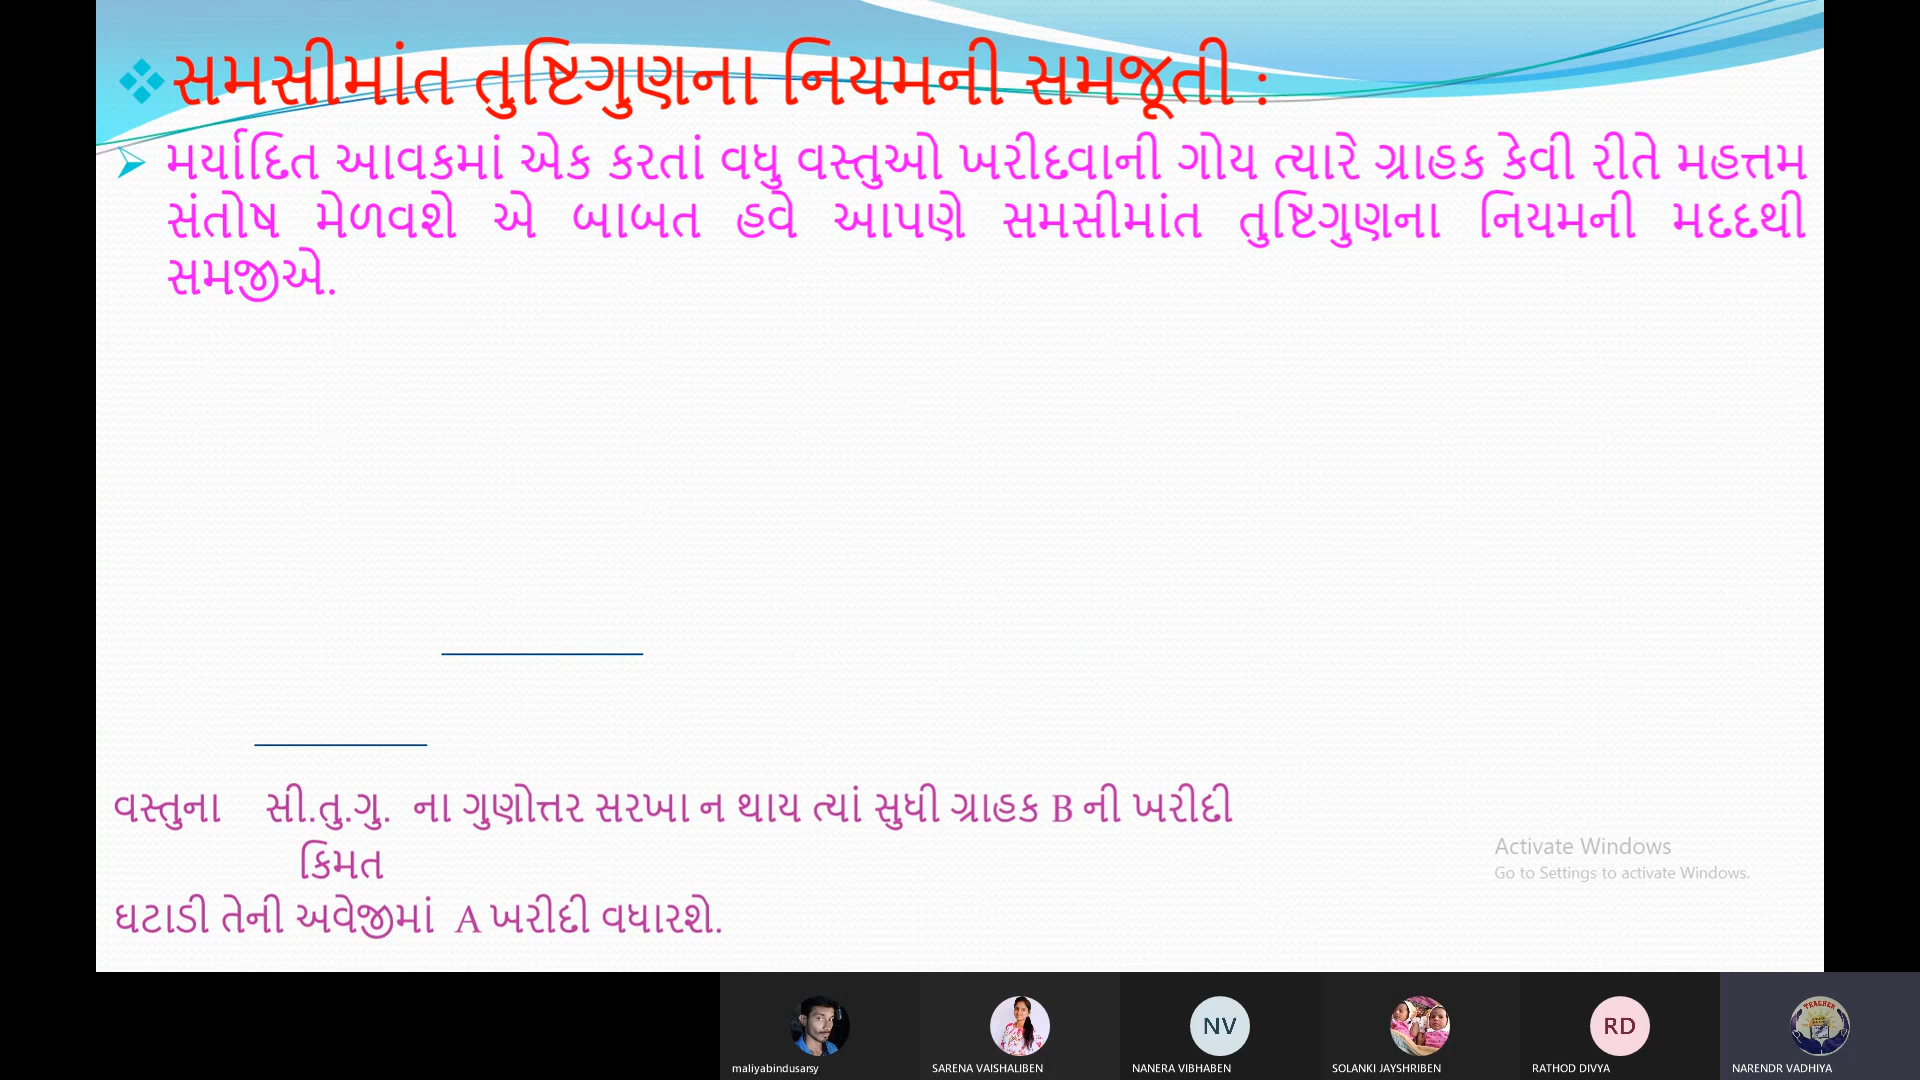 સમસીમાંત તુષ્ટિગુણના નિયમની સમજૂતી :
મર્યાદિત આવકમાં એક કરતાં વધુ વસ્તુઓ ખરીદવાની ગોય ત્યારે ગ્રાહક કેવી રીતે મહત્તમ
સંતોષ મેળવશે એ બાબત હવે આપણે સમસીમાંત તુષ્ટિગુણના નિયમની મદદથી
સમજીએ.
વસ્તુના સી.તુ.ગુ. ના ગુણોત્તર સરખા ન થાય ત્યાં સુધી ગ્રાહક B ની ખરીદી
કિંમત
ઘટાડી તેની અવેજીમાં A ખરીદી વધારશે.
Activate Windows
Go to Settings to activate Windows.
maliyabindusarsy
SARENA VAISHALIBEN
NV
NANERA VIBHABEN
SOLANKI JAYSHRIBEN
RD
RATHOD DIVYA
TEACHER
NARENDR VADHIYA